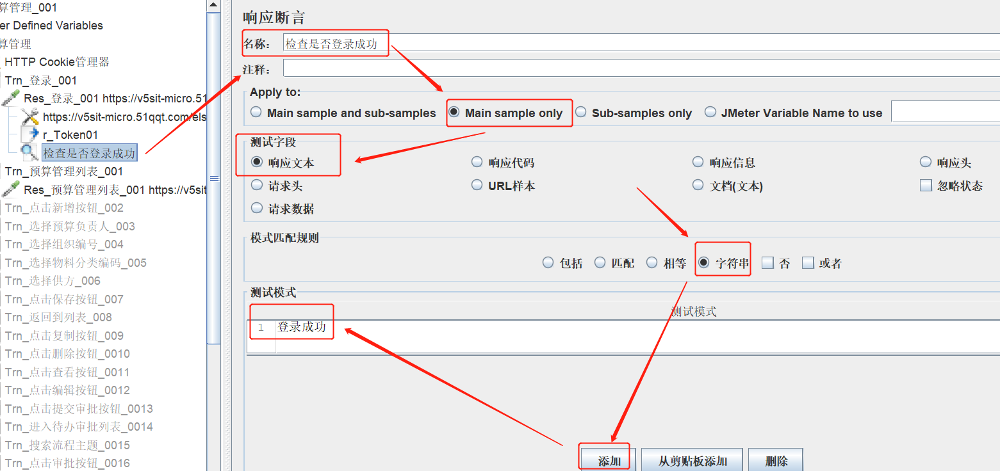 算管理_001
er Defined Variables
算管理
HTTP Cookie管理器
Trn_登录_001
Res_登录_001 https://v5sit-micro.51
https://v5sit-micro.51qqt.com/els
r_Token01
检查是否登录成功
Trn_预算管理列表_001
Res_预算管理列表_001 https://v5sit
Trn_点击新增按钮_002
Trn_选择预算负责人_003
Trn_选择组织编号_004
Trn_选择物料分类编码_005
Trn_选择供方_006
Trn_点击保存按钮_007
Trn_返回到列表_008
Trn_点击复制按钮_009
Trn_点击删除按钮_0010
Trn_点击查看按钮_0011
Trn_点击编辑按钮_0012
Trn_点击提交审批按钮_0013
Trn_进入待办审批列表_0014
Trn_搜索流程主题_0015
Trn_点击审批按钮_0016
响应断言
名称: 检查是否登录成功
注释:
Apply to:
Main sample and sub-samples Main sample only Sub-samples only JMeter Variable Name to use
测试字段
响应文本 响应代码 响应信息 响应头
请求头 URL样本 文档(文本) 忽略状态
请求数据
模式匹配规则
包括 匹配 相等 字符串 否 或者
测试模式
测试模式
1 登录成功
添加 从剪贴板添加 删除